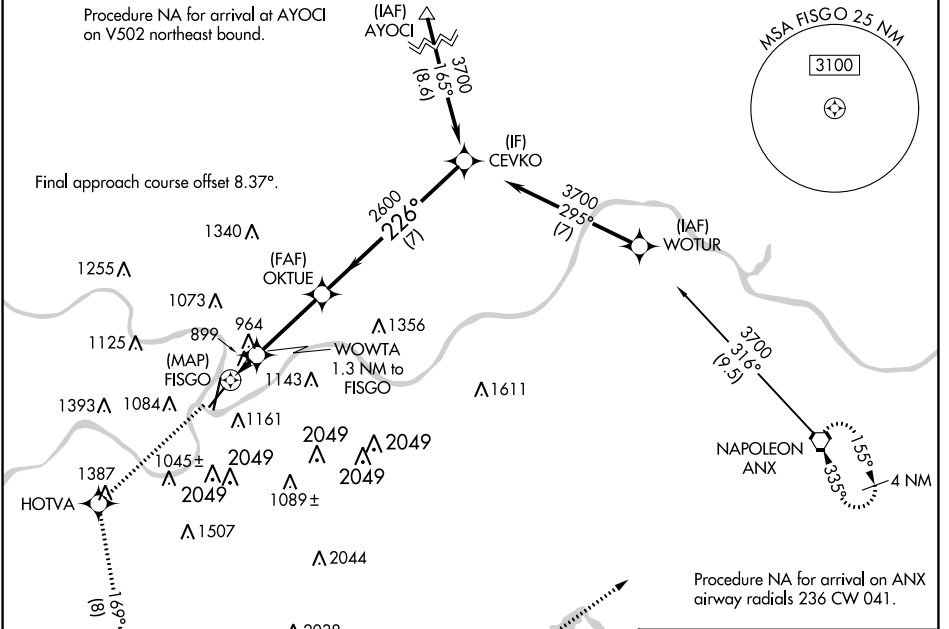 Procedure NA for arrival at AYOCI
on V502 northeast bound.
(IAF)
AYOCI
3700
165°
(8.6)
MSA FISGO 25 NM
3100
(IF)
CEVKO
Final approach course offset 8.37°.
2600
226°
(7)
3700
295°
(7)
(IAF)
WOTUR
1340
(FAF)
OKTUE
1255
1073
964
899
1356
1125
WOWTA
1.3 NM to
FISGO
(MAP)
FISGO
1143
3700
316°
(9.5)
1611
1393
1084
1161
2049
2049
NAPOLEON
ANX
155°
335°
4 NM
1045±
2049
2049
1387
2049
1089±
HOTVA
1507
2044
169°
(8)
Procedure NA for arrival on ANX
airway radials 236 CW 041.